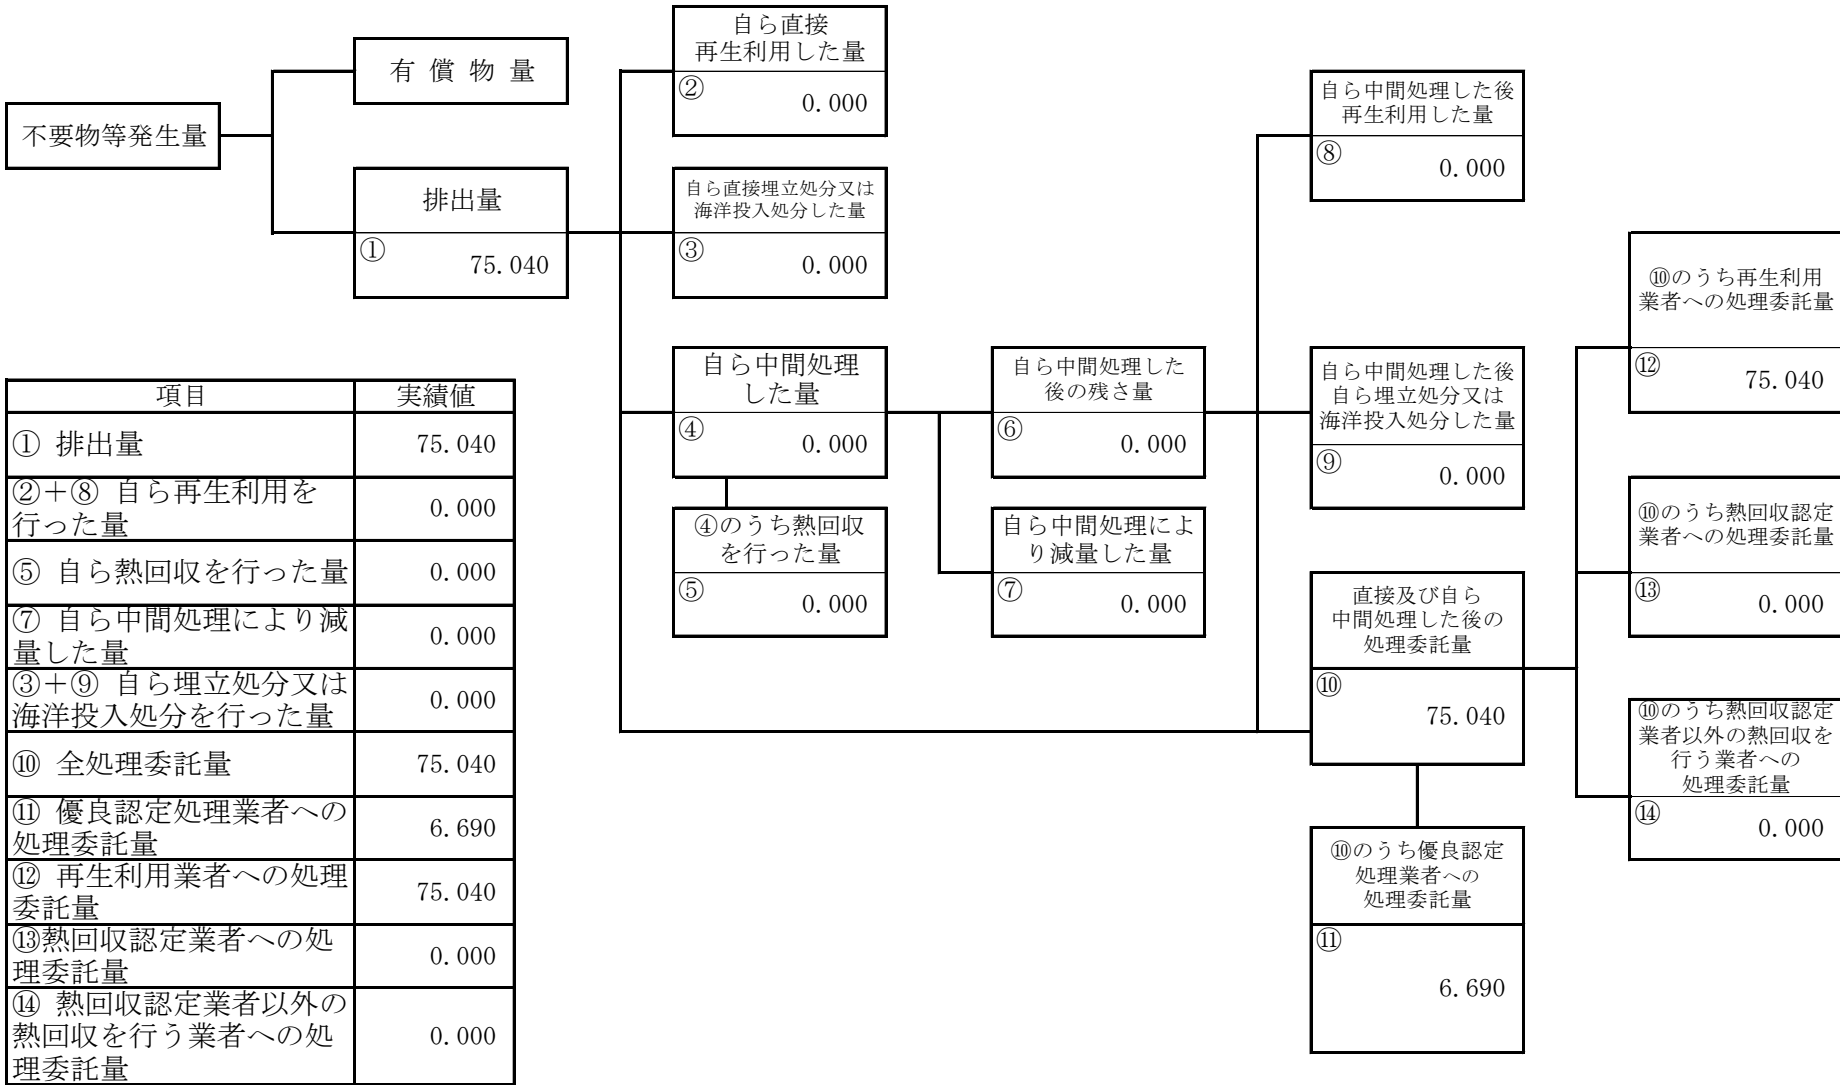 不要物等発生量
有 償 物 量
排出量
①
75.040
自ら直接
再生利用した量
②
0.000
自ら直接埋立処分又は
海洋投入処分した量
③
0.000
自ら中間処理
した量
④
0.000
④のうち熱回収
を行った量
⑤
0.000
自ら中間処理した
後の残さ量
⑥
0.000
自ら中間処理によ
り減量した量
⑦
0.000
自ら中間処理した後
再生利用した量
⑧
0.000
自ら中間処理した後
自ら埋立処分又は
海洋投入処分した量
⑨
0.000
直接及び自ら
中間処理した後の
処理委託量
⑩
75.040
⑩のうち優良認定
処理業者への
処理委託量
⑪
6.690
⑩のうち再生利用
業者への処理委託量
⑫
75.040
⑩のうち熱回収認定
業者への処理委託量
⑬
0.000
⑩のうち熱回収認定
業者以外の熱回収を
行う業者への
処理委託量
⑭
0.000
項目 実績値
① 排出量 75.040
②＋⑧ 自ら再生利用を
行った量 0.000
⑤ 自ら熱回収を行った量 0.000
⑦ 自ら中間処理により減
量した量 0.000
③＋⑨ 自ら埋立処分又は
海洋投入処分を行った量 0.000
⑩ 全処理委託量 75.040
⑪ 優良認定処理業者への
処理委託量 6.690
⑫ 再生利用業者への処理
委託量 75.040
⑬熱回収認定業者への処
理委託量 0.000
⑭ 熱回収認定業者以外の
熱回収を行う業者への処
理委託量 0.000